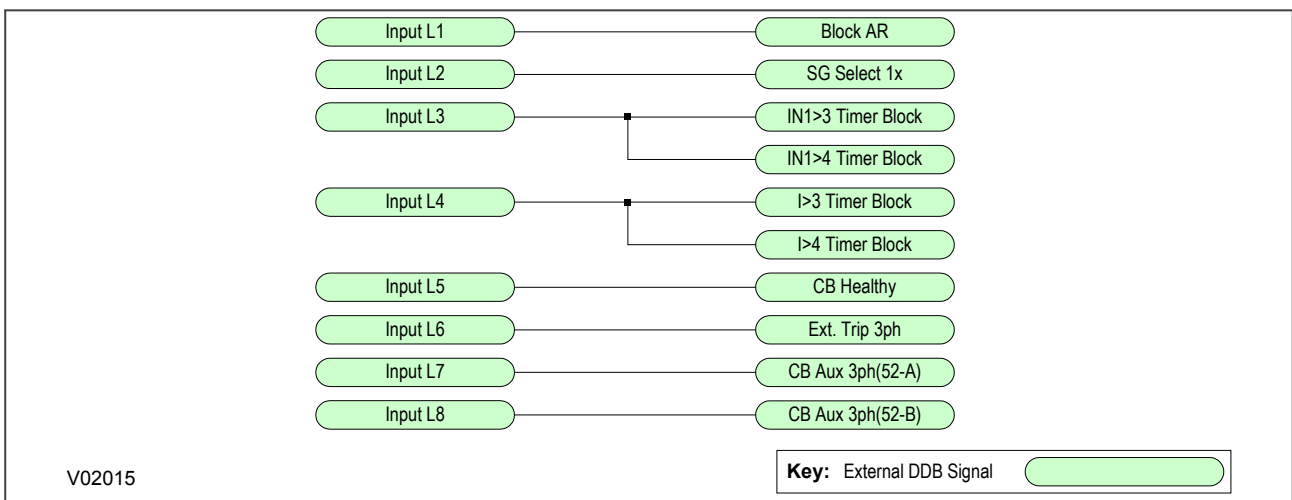 Input L1 Block AR
Input L2 SG Select 1x
Input L3 IN1>3 Timer Block
IN1>4 Timer Block
Input L4 I>3 Timer Block
I>4 Timer Block
Input L5 CB Healthy
Input L6 Ext. Trip 3ph
Input L7 CB Aux 3ph(52-A)
Input L8 CB Aux 3ph(52-B)
V02015 Key: External DDB Signal